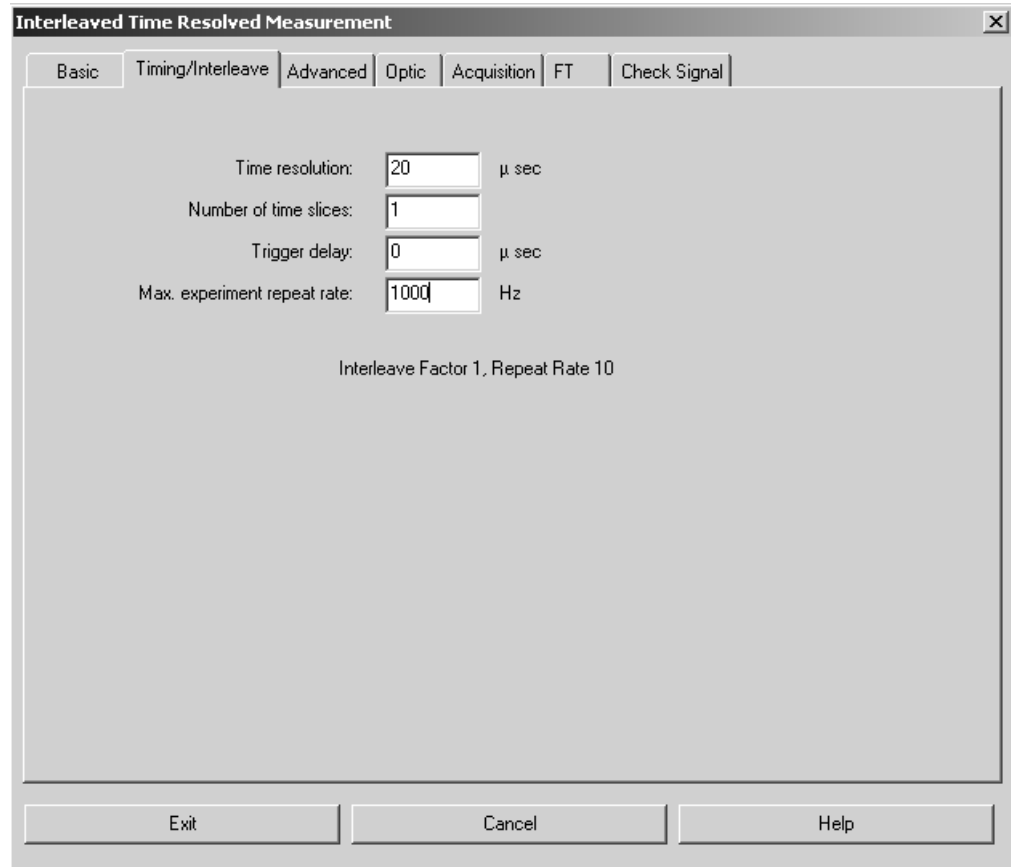 Interleaved Time Resolved Measurement
Basic Timing/Interleave Advanced Optic Acquisition FT Check Signal
Time resolution: 20 µ sec
Number of time slices: 1
Trigger delay: 0 µ sec
Max. experiment repeat rate: 1000 Hz
Interleave Factor 1, Repeat Rate 10
Exit Cancel Help